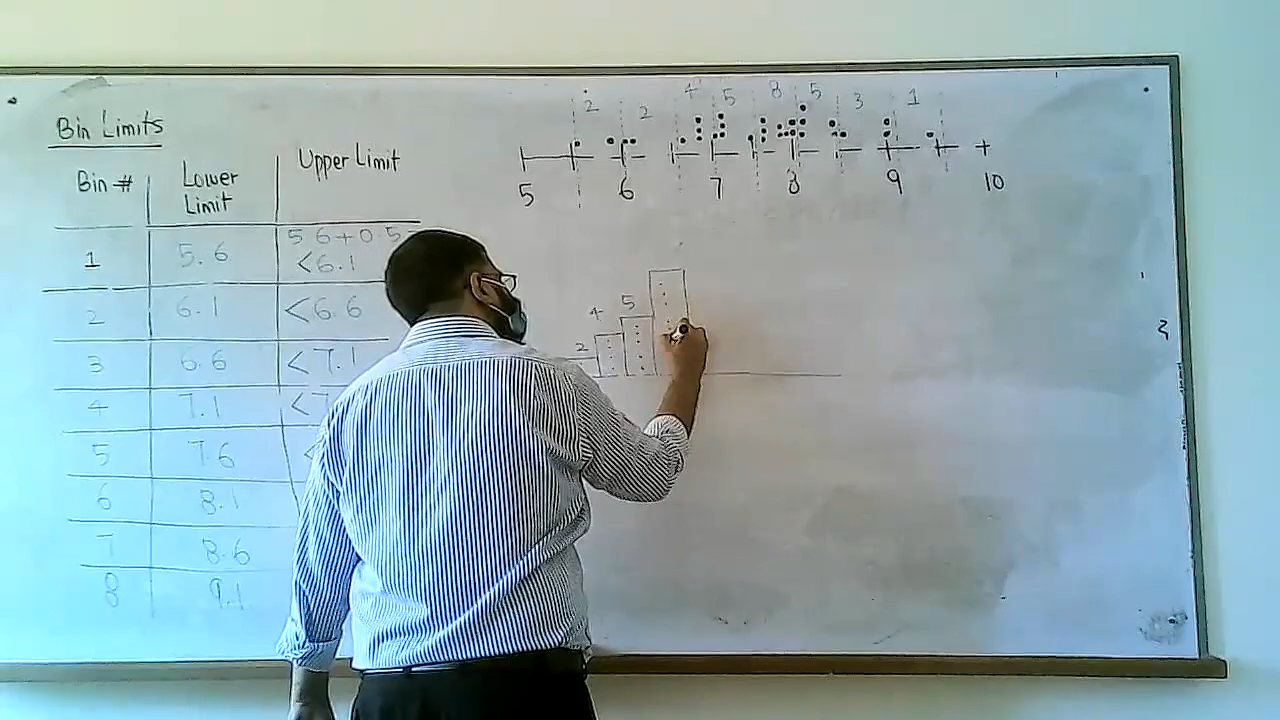 Bin Limits
Bin # Lower Limit Upper Limit
1 5.6 5.6+0.5 <6.1
2 6.1 <6.6
3 6.6 <7.1
4 7.1 <7
5 7.6 <
6 8.1
7 8.6
8 9.1
2 2 4 5 8 5 3 1
5 6 7 8 9 10
2 4 5